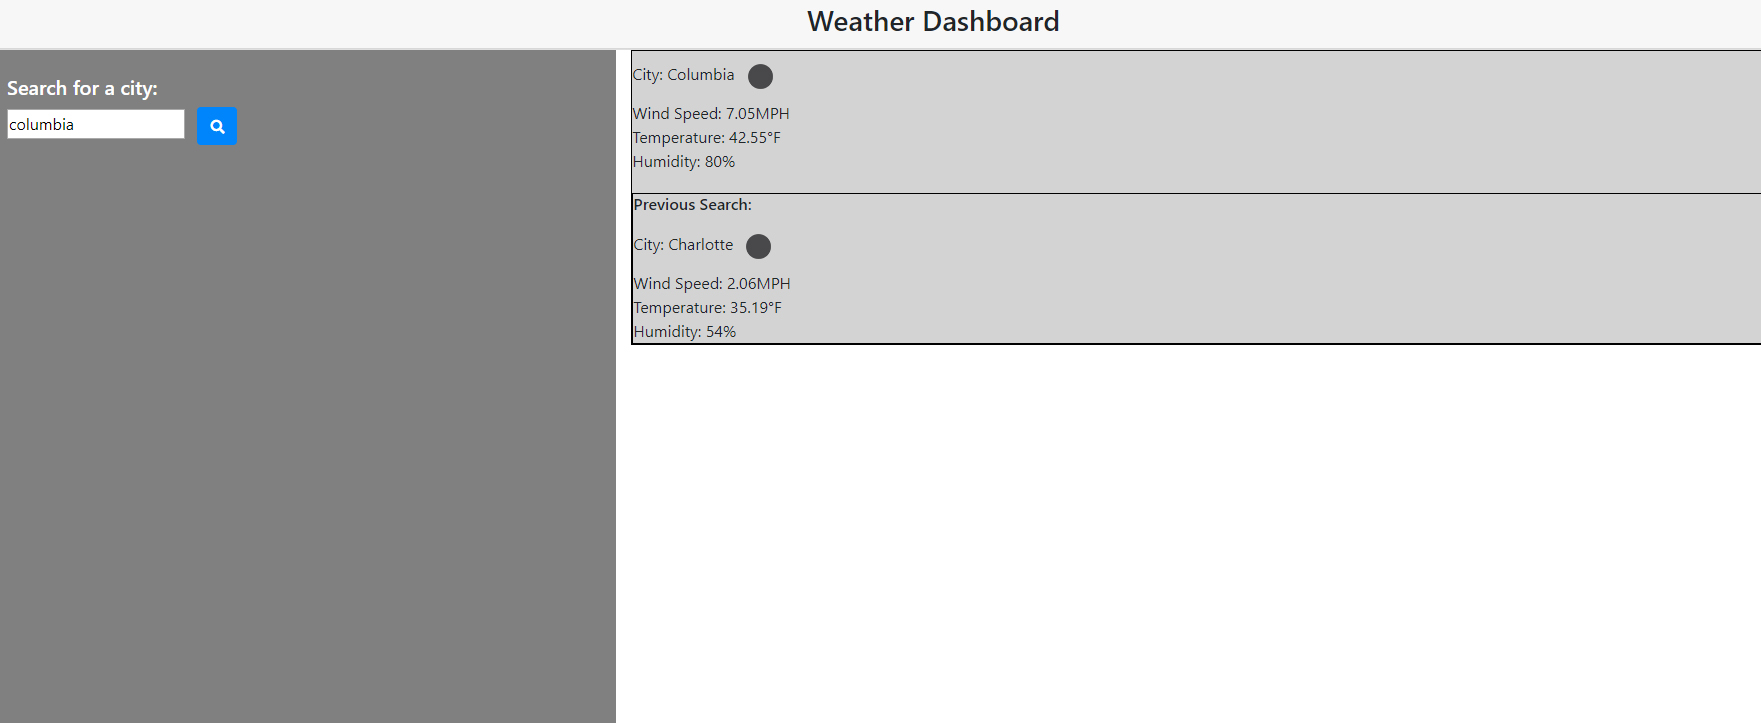 Weather Dashboard
Search for a city:
columbia
City: Columbia
Wind Speed: 7.05MPH
Temperature: 42.55°F
Humidity: 80%
Previous Search:
City: Charlotte
Wind Speed: 2.06MPH
Temperature: 35.19°F
Humidity: 54%